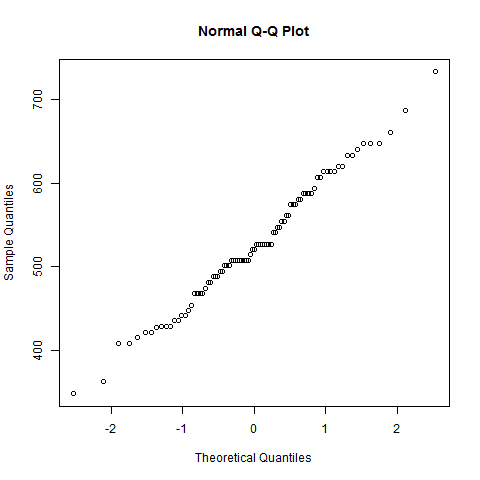 Normal Q-Q Plot
700
600
500
400
Sample Quantiles
-2 -1 0 1 2
Theoretical Quantiles